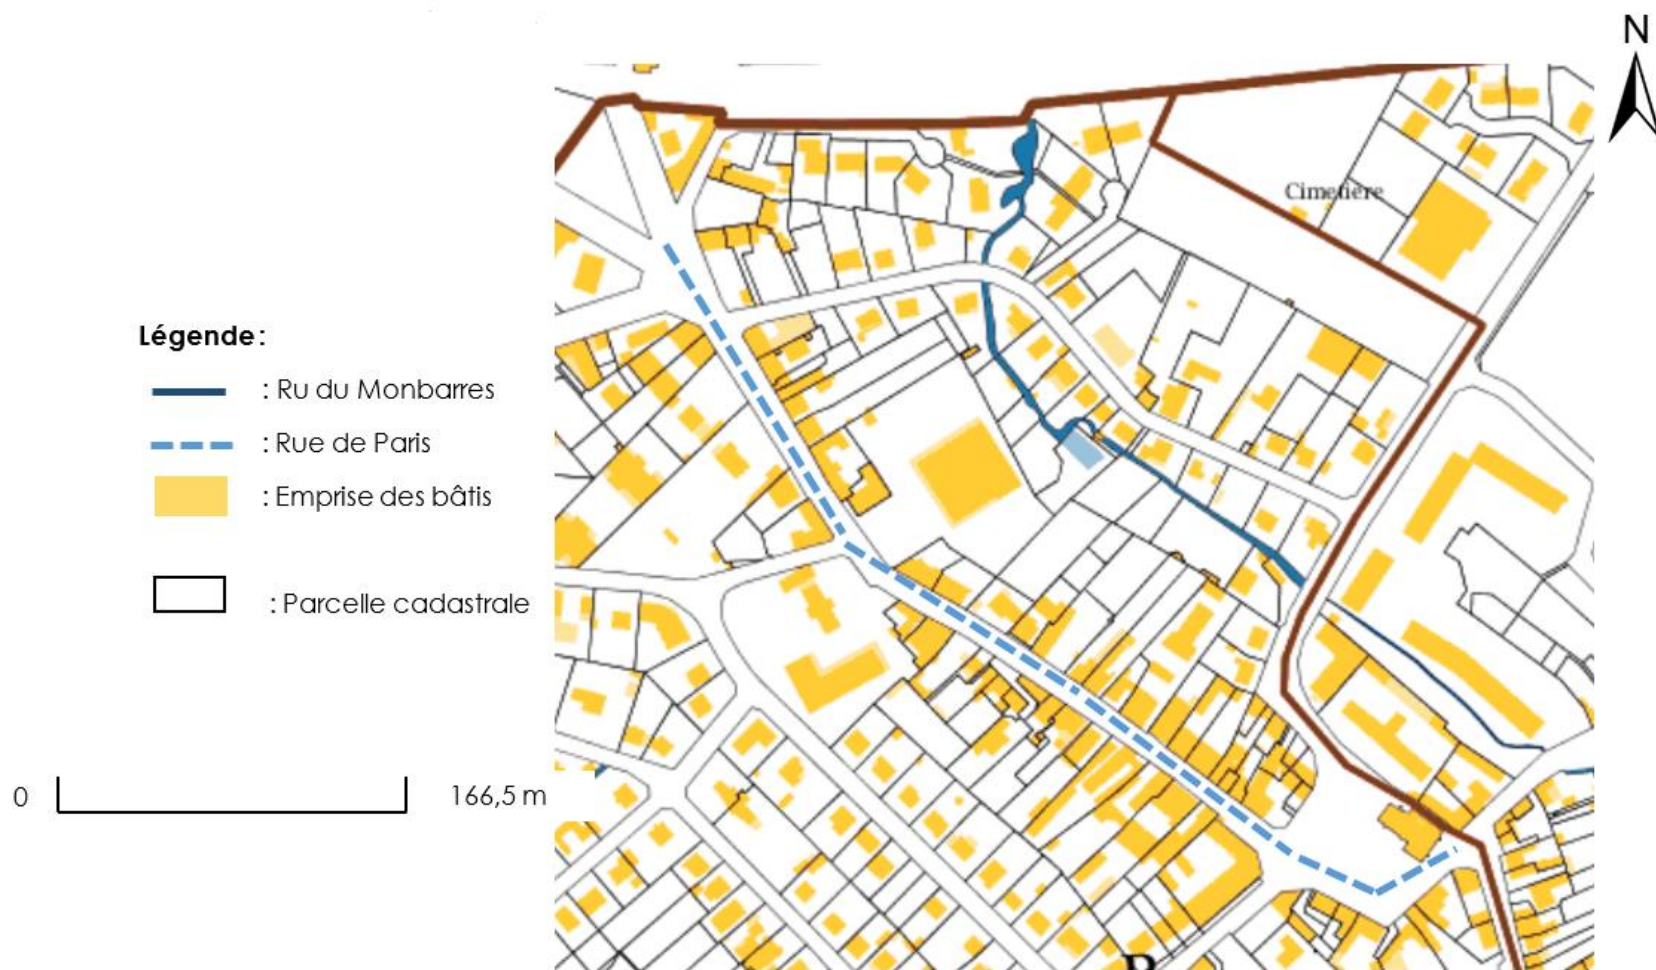 N
Cimetière
Légende :
: Ru du Monbarres
: Rue de Paris
: Emprise des bâtis
: Parcelle cadastrale
0
166,5 m